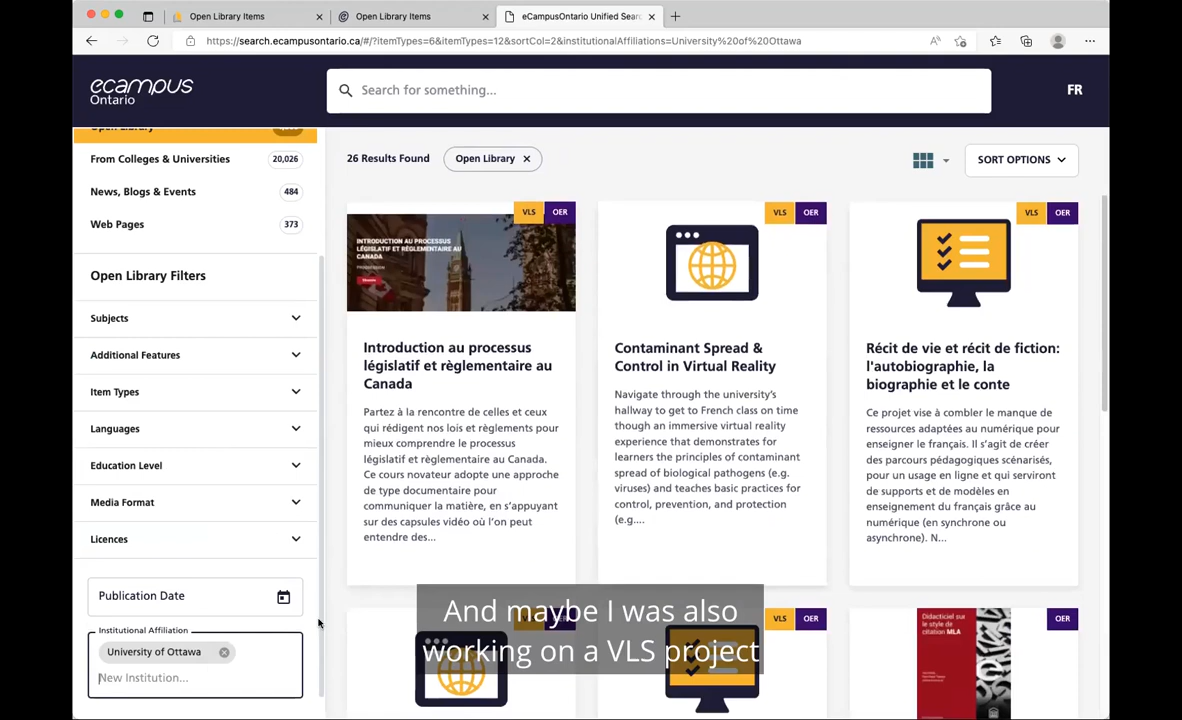 Open Library Items
Open Library Items
eCampusOntario Unified Searc
https://search.ecampusontario.ca/#/?itemTypes=6&itemTypes=12&sortCol=2&institutionalAffiliations=University%20of%20Ottawa
ecampus
Ontario
Search for something...
FR
Open Library
From Colleges & Universities
20,026
News, Blogs & Events
484
Web Pages
373
Open Library Filters
Subjects
Additional Features
Item Types
Languages
Education Level
Media Format
Licences
Publication Date
Institutional Affiliation
University of Ottawa
New Institution...
26 Results Found
Open Library
SORT OPTIONS
VLS
OER
INTRODUCTION AU PROCESSUS
LÉGISLATIF ET RÈGLEMENTAIRE AU
CANADA
Introduction au processus
législatif et règlementaire au
Canada
Partez à la rencontre de celles et ceux
qui rédigent nos lois et règlements pour
mieux comprendre le processus
législatif et règlementaire au Canada.
Ce cours novateur adopte une approche
de type documentaire pour
communiquer la matière, en s'appuyant
sur des capsules vidéo où l'on peut
entendre des...
VLS
OER
Contaminant Spread &
Control in Virtual Reality
Navigate through the university's
hallway to get to French class on time
though an immersive virtual reality
experience that demonstrates for
learners the principles of contaminant
spread of biological pathogens (e.g.
viruses) and teaches basic practices for
control, prevention, and protection
(e.g....
VLS
OER
Récit de vie et récit de fiction:
l'autobiographie, la
biographie et le conte
Ce projet vise à combler le manque de
ressources adaptées au numérique pour
enseigner le français. Il s'agit de créer
des parcours pédagogiques scénarisés,
pour un usage en ligne et qui serviront
de supports et de modèles en
enseignement du français grâce au
numérique (en synchrone ou
asynchrone). N...
VLS
OER
OER
Didacticiel sur
le style de
citation MLA
And maybe I was also
working on a VLS project